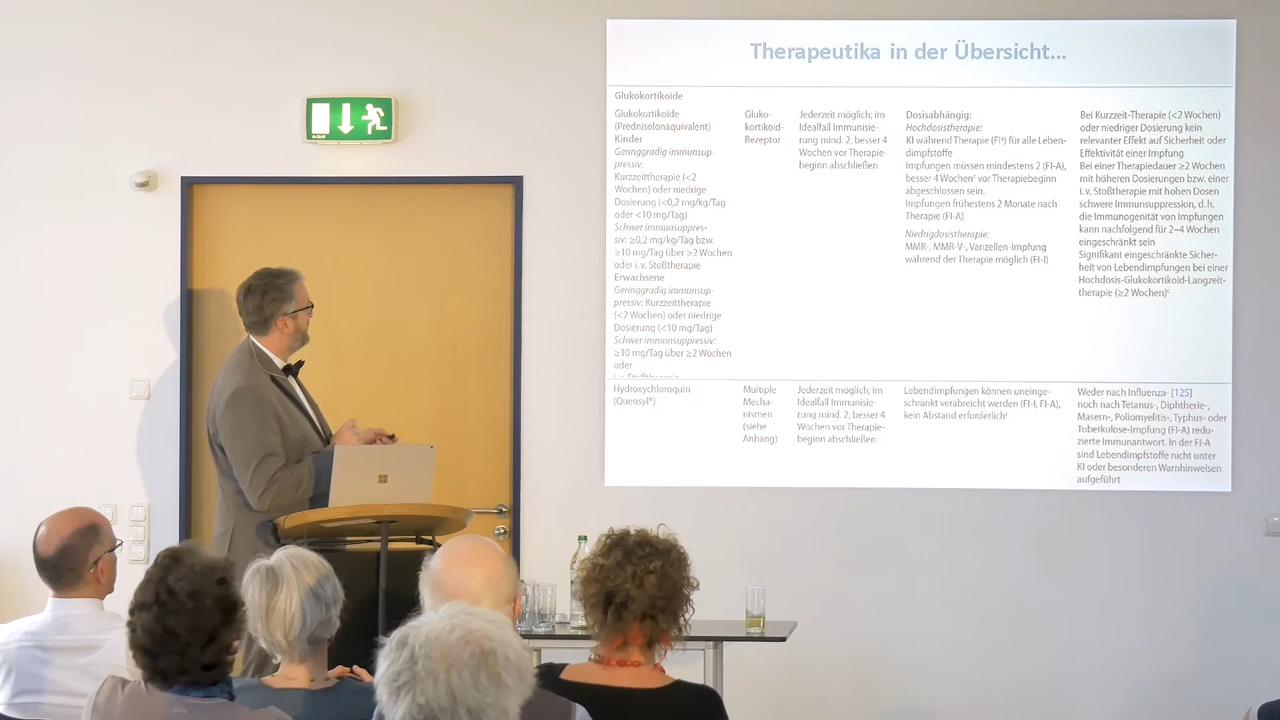 Therapeutika in der Übersicht...
Glukokortikoide
Glukokortikoide
(Prednisolonäquivalent)
Kinder
Geringgradig immunsup-
pressiv:
Kurzzeittherapie (<2
Wochen) oder niedrige
Dosierung (<0,2 mg/kg/Tag
oder <10 mg/Tag)
Schwer immunsuppres-
siv: ≥0,2 mg/kg/Tag bzw.
≥10 mg/Tag über ≥2 Wochen
oder i. v. Stoßtherapie
Erwachsene
Geringgradig immunsup-
pressiv: Kurzzeittherapie
(<2 Wochen) oder niedrige
Dosierung (<10 mg/Tag)
Schwer immunsuppressiv:
≥10 mg/Tag über ≥2 Wochen
oder
i. v. Stoßtherapie
Gluko-
kortikoid-
Rezeptor
Jederzeit möglich; im
Idealfall Immunisie-
rung mind. 2, besser 4
Wochen vor Therapie-
beginn abschließen
Dosisabhängig:
Hochdosistherapie:
KI während Therapie (FIᵃ) für alle Leben-
dimpfstoffe
Impfungen müssen mindestens 2 (FI-A),
besser 4 Wochenᶜ vor Therapiebeginn
abgeschlossen sein.
Impfungen frühestens 2 Monate nach
Therapie (FI-A)
Niedrigdosistherapie:
MMR-, MMR-V-, Varizellen-Impfung
während der Therapie möglich (FI-I)
Bei Kurzzeit-Therapie (<2 Wochen)
oder niedriger Dosierung kein
relevanter Effekt auf Sicherheit oder
Effektivität einer Impfung
Bei einer Therapiedauer ≥2 Wochen
mit höheren Dosierungen bzw. einer
i. v. Stoßtherapie mit hohen Dosen
schwere Immunsuppression, d. h.
die Immunogenität von Impfungen
kann nachfolgend für 2–4 Wochen
eingeschränkt sein
Signifikant eingeschränkte Sicher-
heit von Lebendimpfungen bei einer
Hochdosis-Glukokortikoid-Langzeit-
therapie (≥2 Wochen)ᶜ
Hydroxychloroquin
(Quensyl®)
Multiple
Mecha-
nismen
(siehe
Anhang)
Jederzeit möglich; im
Idealfall Immunisie-
rung mind. 2, besser 4
Wochen vor Therapie-
beginn abschließen
Lebendimpfungen können uneinge-
schränkt verabreicht werden (FI-I, FI-A),
kein Abstand erforderlichᶜ
Weder nach Influenza- [125]
noch nach Tetanus-, Diphtherie-,
Masern-, Poliomyelitis-, Typhus- oder
Tuberkulose-Impfung (FI-A) redu-
zierte Immunantwort. In der FI-A
sind Lebendimpfstoffe nicht unter
KI oder besonderen Warnhinweisen
aufgeführt